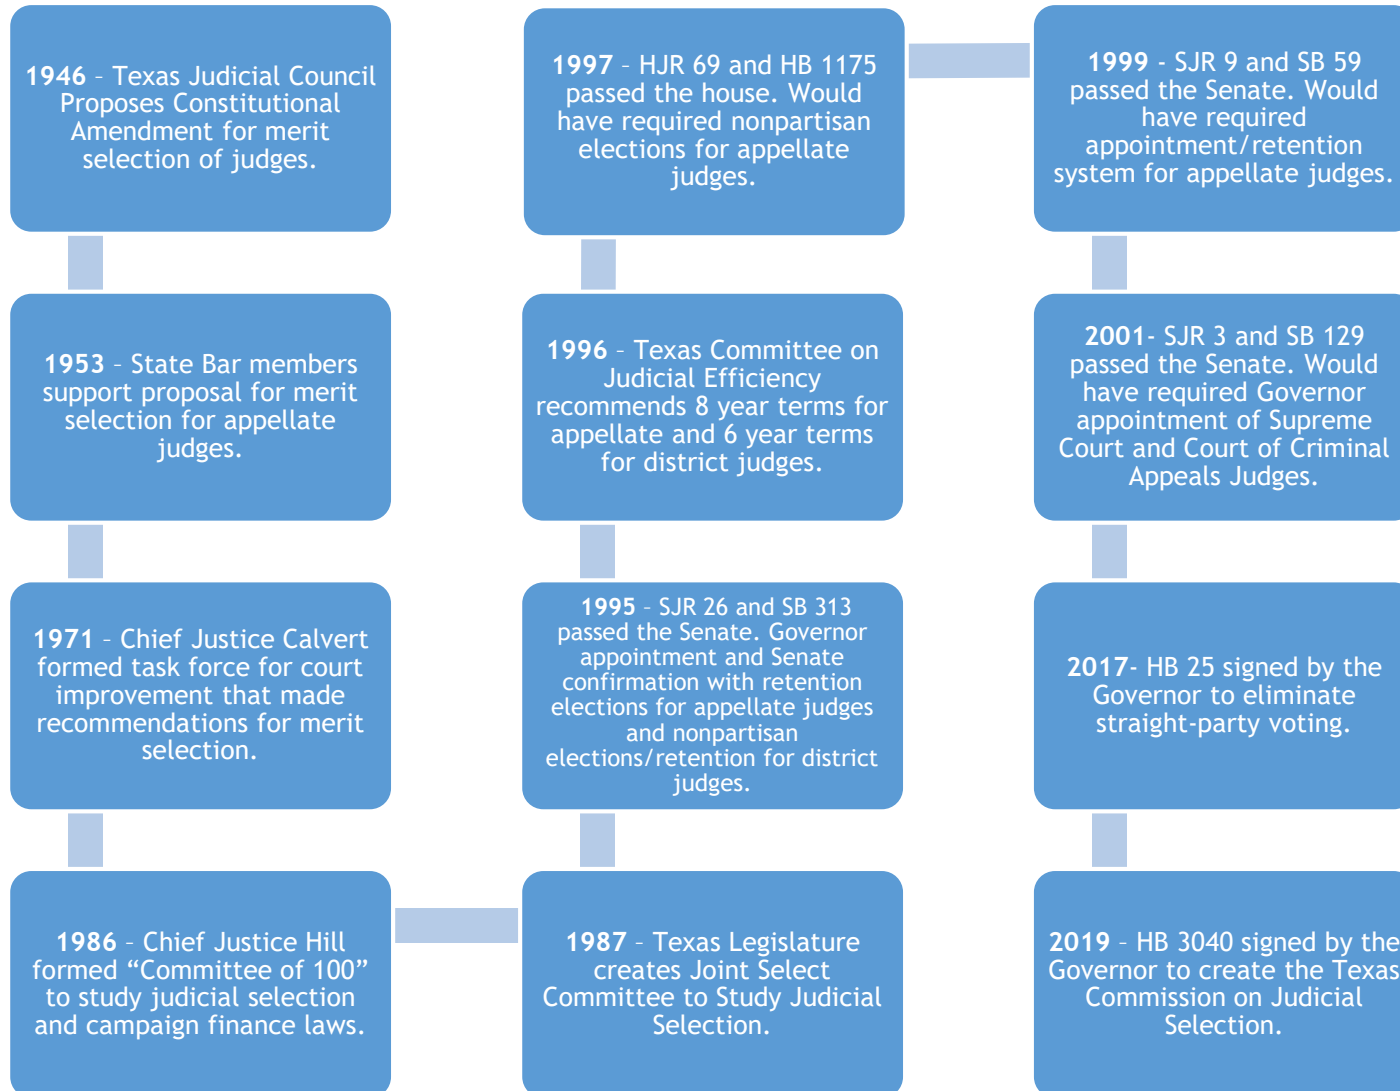 1946 – Texas Judicial Council
Proposes Constitutional
Amendment for merit
selection of judges.
1953 – State Bar members
support proposal for merit
selection for appellate
judges.
1971 – Chief Justice Calvert
formed task force for court
improvement that made
recommendations for merit
selection.
1986 – Chief Justice Hill
formed “Committee of 100”
to study judicial selection
and campaign finance laws.
1987 – Texas Legislature
creates Joint Select
Committee to Study Judicial
Selection.
1995 – SJR 26 and SB 313
passed the Senate. Governor
appointment and Senate
confirmation with retention
elections for appellate judges
and nonpartisan
elections/retention for district
judges.
1996 – Texas Committee on
Judicial Efficiency
recommends 8 year terms for
appellate and 6 year terms
for district judges.
1997 – HJR 69 and HB 1175
passed the house. Would
have required nonpartisan
elections for appellate
judges.
1999 - SJR 9 and SB 59
passed the Senate. Would
have required
appointment/retention
system for appellate judges.
2001- SJR 3 and SB 129
passed the Senate. Would
have required Governor
appointment of Supreme
Court and Court of Criminal
Appeals Judges.
2017- HB 25 signed by the
Governor to eliminate
straight-party voting.
2019 – HB 3040 signed by the
Governor to create the Texas
Commission on Judicial
Selection.